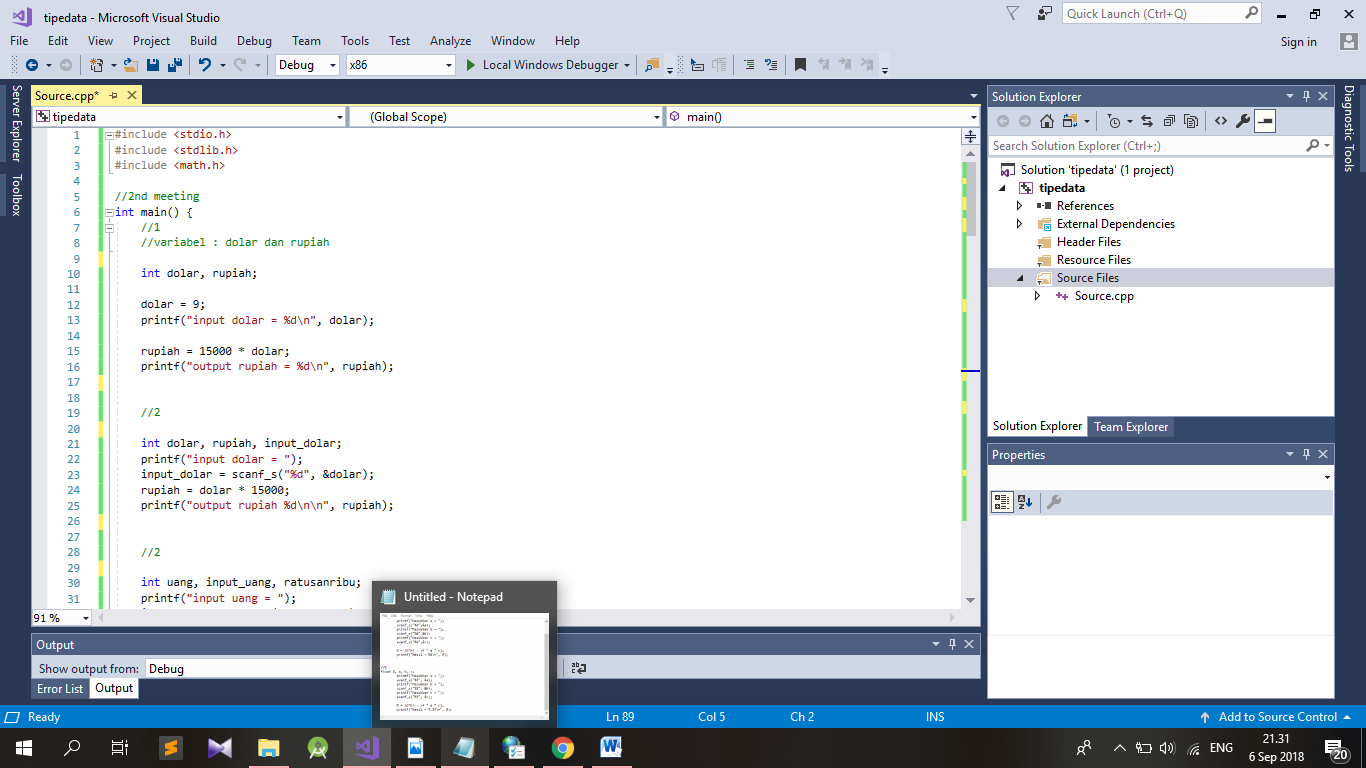 tipedata - Microsoft Visual Studio
Quick Launch (Ctrl+Q)
File Edit View Project Build Debug Team Tools Test Analyze Window Help
Sign in
Debug x86 Local Windows Debugger
Server Explorer
Toolbox
Source.cpp*
tipedata (Global Scope) main()
1 #include <stdio.h>
2 #include <stdlib.h>
3 #include <math.h>
4
5 //2nd meeting
6 int main() {
7 //1
8 //variabel : dolar dan rupiah
9
10 int dolar, rupiah;
11
12 dolar = 9;
13 printf("input dolar = %d\n", dolar);
14
15 rupiah = 15000 * dolar;
16 printf("output rupiah = %d\n", rupiah);
17
18
19 //2
20
21 int dolar, rupiah, input_dolar;
22 printf("input dolar = ");
23 input_dolar = scanf_s("%d", &dolar);
24 rupiah = dolar * 15000;
25 printf("output rupiah %d\n\n", rupiah);
26
27
28 //2
29
30 int uang, input_uang, ratusanribu;
31 printf("input uang = ");
91 %
Solution Explorer
Search Solution Explorer (Ctrl+;)
Solution 'tipedata' (1 project)
tipedata
References
External Dependencies
Header Files
Resource Files
Source Files
Source.cpp
Solution Explorer Team Explorer
Properties
Diagnostic Tools
Output
Show output from: Debug
Error List Output
Untitled - Notepad
Ready Ln 89 Col 5 Ch 2 INS Add to Source Control
ENG
21.31
6 Sep 2018
20